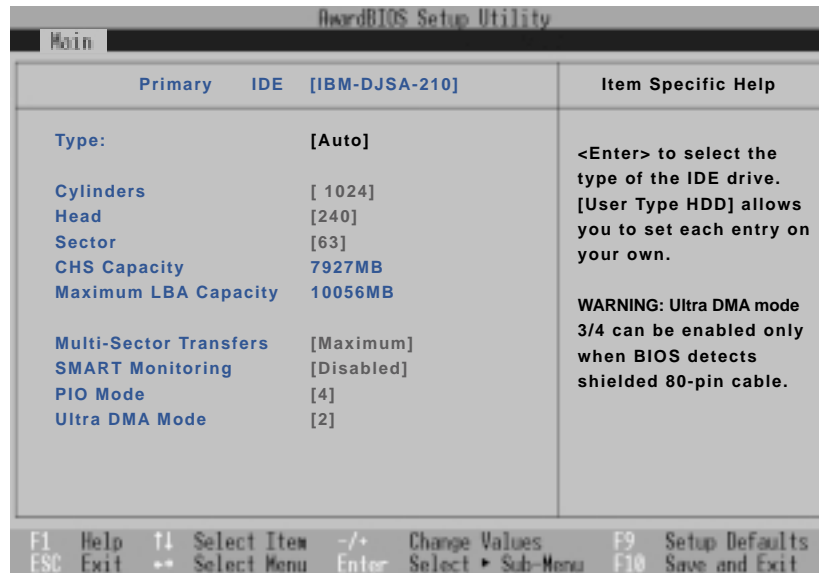 AwardBIOS Setup Utility
Main
Primary IDE [IBM-DJSA-210]
Item Specific Help
Type: [Auto]
Cylinders [ 1024]
Head [240]
Sector [63]
CHS Capacity 7927MB
Maximum LBA Capacity 10056MB
Multi-Sector Transfers [Maximum]
SMART Monitoring [Disabled]
PIO Mode [4]
Ultra DMA Mode [2]
<Enter> to select the
type of the IDE drive.
[User Type HDD] allows
you to set each entry on
your own.
WARNING: Ultra DMA mode
3/4 can be enabled only
when BIOS detects
shielded 80-pin cable.
F1 Help ↑↓ Select Item -/+ Change Values F9 Setup Defaults
ESC Exit ←→ Select Menu Enter Select ► Sub-Menu F10 Save and Exit